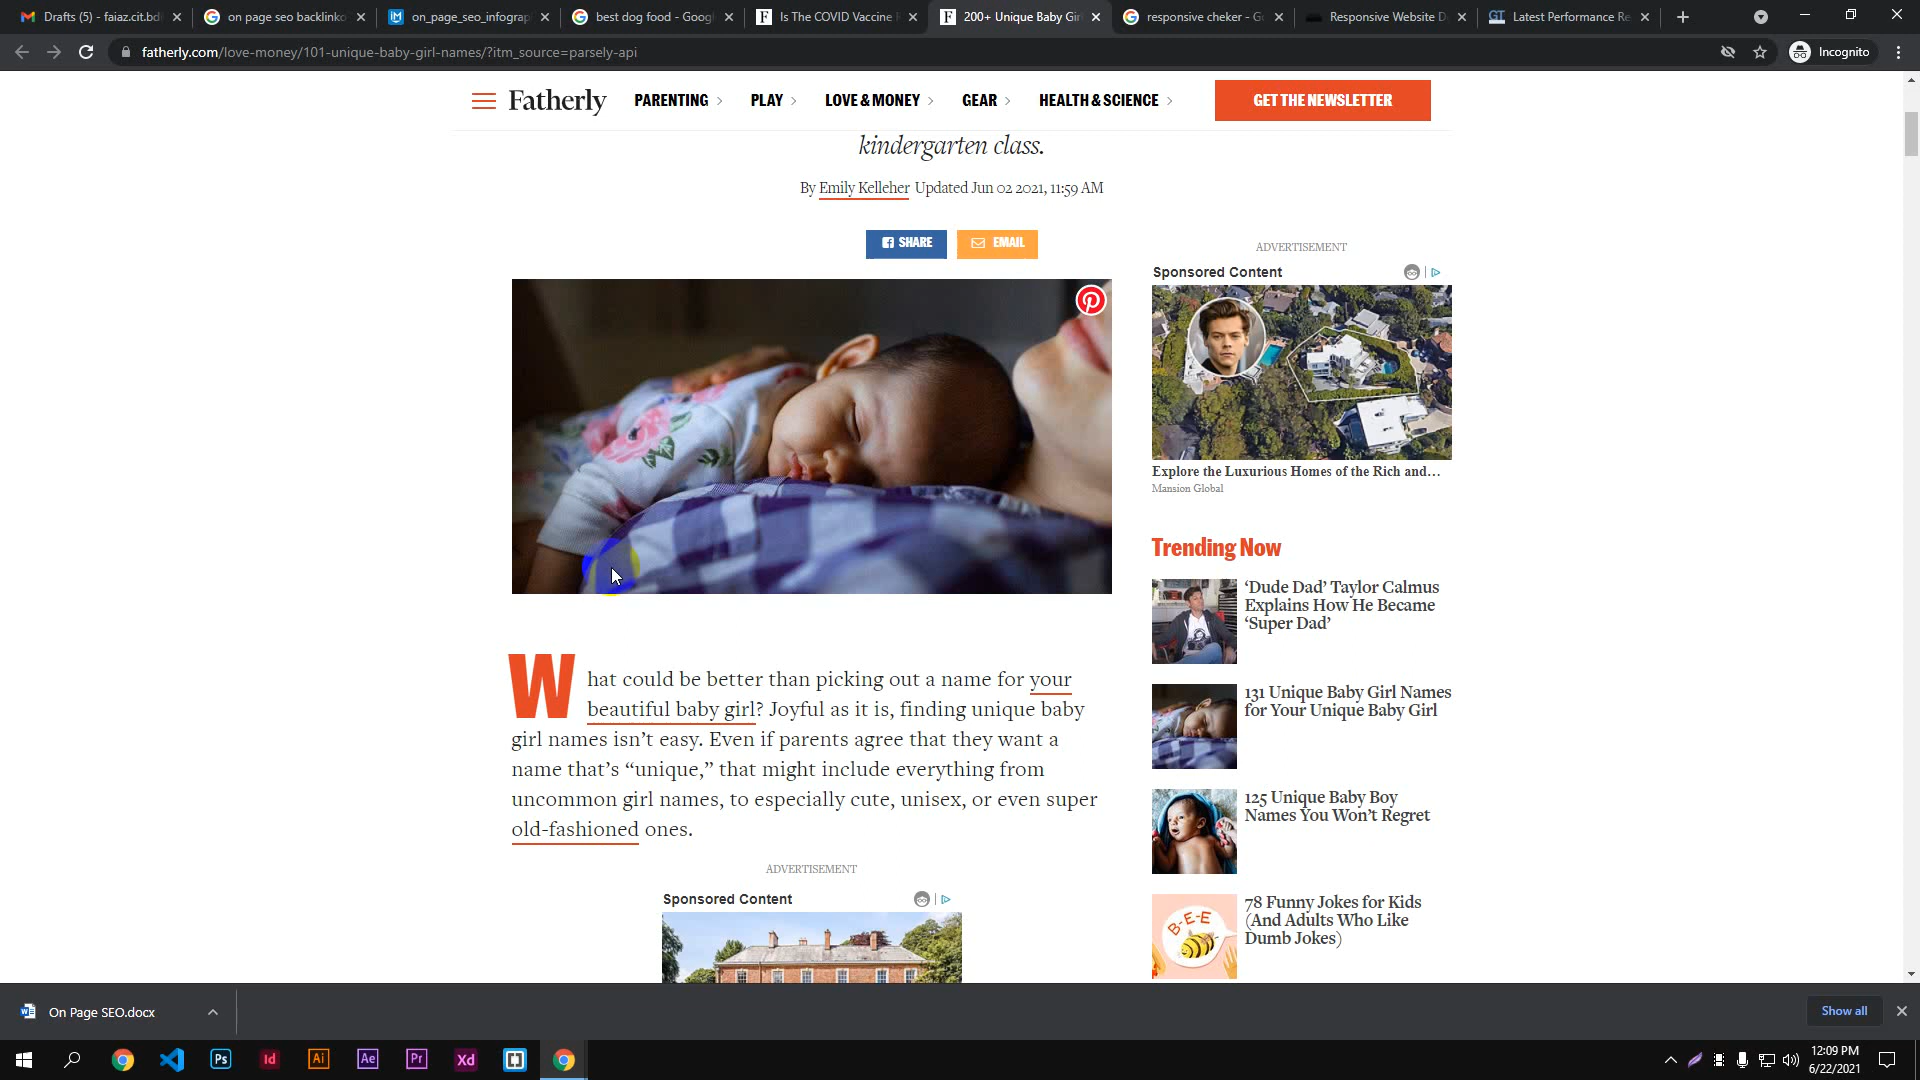 Drafts (5) - faiaz.cit.bd
on page seo backlinko
on_page_seo_infograp
best dog food - Googl
Is The COVID Vaccine
200+ Unique Baby Gir
responsive cheker - G
Responsive Website D
Latest Performance Re
fatherly.com/love-money/101-unique-baby-girl-names/?itm_source=parsely-api
Incognito
Fatherly
PARENTING
PLAY
LOVE & MONEY
GEAR
HEALTH & SCIENCE
GET THE NEWSLETTER
kindergarten class.
By Emily Kelleher Updated Jun 02 2021, 11:59 AM
SHARE
EMAIL
ADVERTISEMENT
Sponsored Content
Explore the Luxurious Homes of the Rich and…
Mansion Global
Trending Now
‘Dude Dad’ Taylor Calmus
Explains How He Became
‘Super Dad’
131 Unique Baby Girl Names
for Your Unique Baby Girl
125 Unique Baby Boy
Names You Won’t Regret
B-E-E
78 Funny Jokes for Kids
(And Adults Who Like
Dumb Jokes)
What could be better than picking out a name for your
beautiful baby girl? Joyful as it is, finding unique baby
girl names isn’t easy. Even if parents agree that they want a
name that’s “unique,” that might include everything from
uncommon girl names, to especially cute, unisex, or even super
old-fashioned ones.
ADVERTISEMENT
Sponsored Content
On Page SEO.docx
Show all
Ps
Id
Ai
Ae
Pr
Xd
12:09 PM
6/22/2021